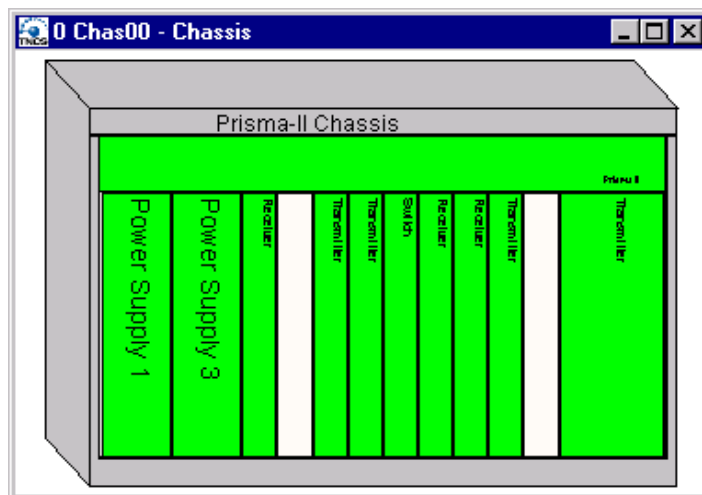 TNCS
0 Chas00 - Chassis
Prisma-II Chassis
Prisma II
Power Supply 1
Power Supply 3
Receiver
Transmitter
Transmitter
Switch
Receiver
Receiver
Transmitter
Transmitter